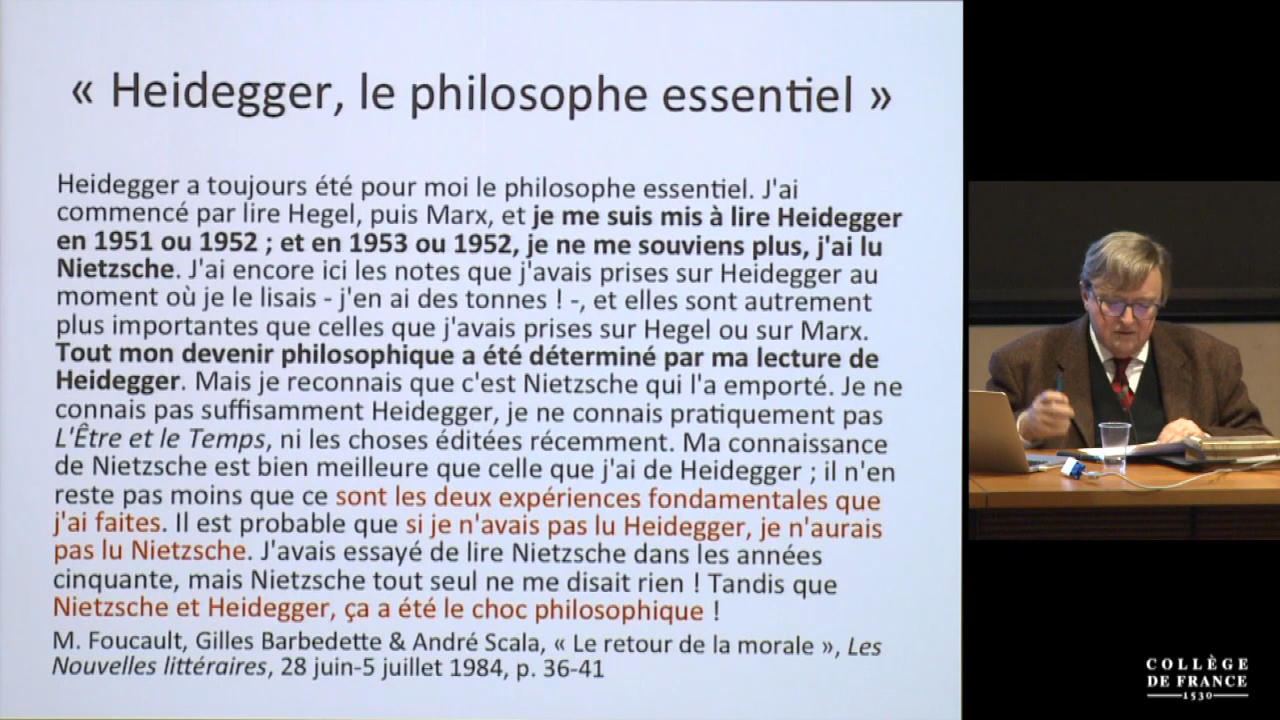 « Heidegger, le philosophe essentiel »
Heidegger a toujours été pour moi le philosophe essentiel. J'ai
commencé par lire Hegel, puis Marx, et je me suis mis à lire Heidegger
en 1951 ou 1952 ; et en 1953 ou 1952, je ne me souviens plus, j'ai lu
Nietzsche. J'ai encore ici les notes que j'avais prises sur Heidegger au
moment où je le lisais - j'en ai des tonnes ! -, et elles sont autrement
plus importantes que celles que j'avais prises sur Hegel ou sur Marx.
Tout mon devenir philosophique a été déterminé par ma lecture de
Heidegger. Mais je reconnais que c'est Nietzsche qui l'a emporté. Je ne
connais pas suffisamment Heidegger, je ne connais pratiquement pas
L'Être et le Temps, ni les choses éditées récemment. Ma connaissance
de Nietzsche est bien meilleure que celle que j'ai de Heidegger ; il n'en
reste pas moins que ce sont les deux expériences fondamentales que
j'ai faites. Il est probable que si je n'avais pas lu Heidegger, je n'aurais
pas lu Nietzsche. J'avais essayé de lire Nietzsche dans les années
cinquante, mais Nietzsche tout seul ne me disait rien ! Tandis que
Nietzsche et Heidegger, ça a été le choc philosophique !
M. Foucault, Gilles Barbedette & André Scala, « Le retour de la morale », Les
Nouvelles littéraires, 28 juin-5 juillet 1984, p. 36-41
COLLÈGE
DE FRANCE
1530